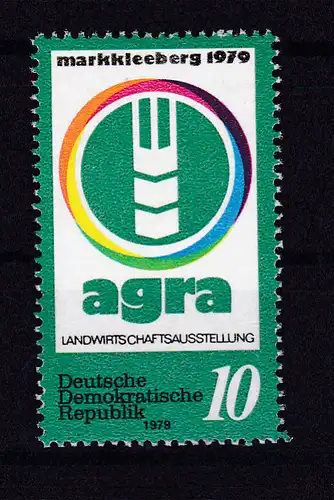 markkleeberg 1979
agra
LANDWIRTSCHAFTSAUSSTELLUNG
Deutsche
Demokratische
Republik
1979
10